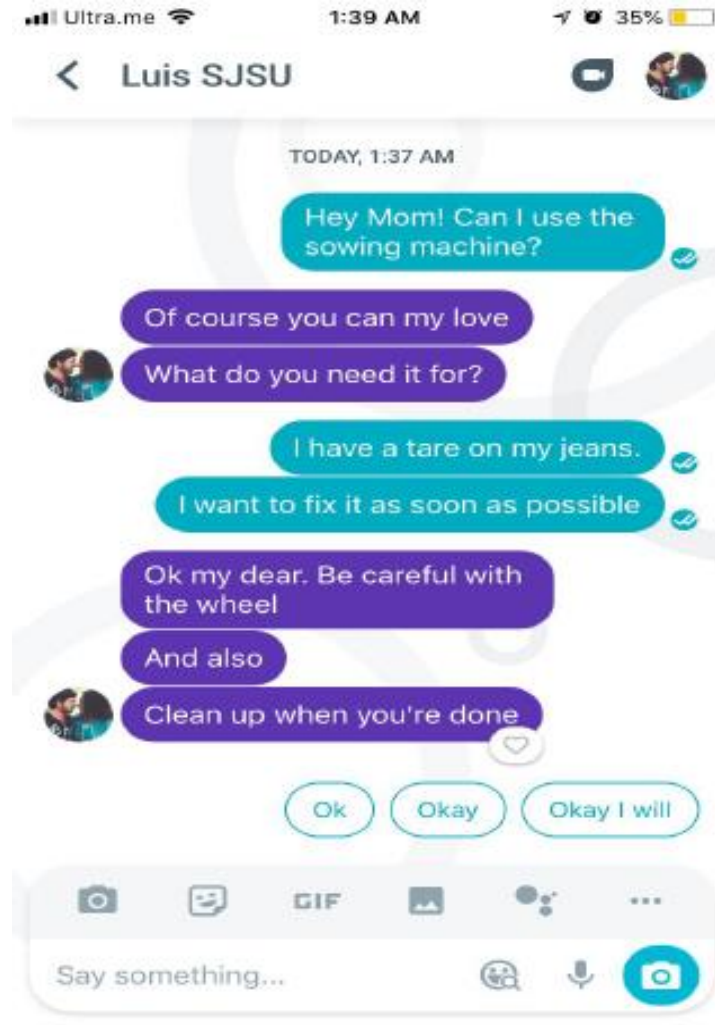 Ultra.me 1:39 AM 35%
Luis SJSU
TODAY, 1:37 AM
Hey Mom! Can I use the
sowing machine?
Of course you can my love
What do you need it for?
I have a tare on my jeans.
I want to fix it as soon as possible
Ok my dear. Be careful with
the wheel
And also
Clean up when you're done
Ok Okay Okay I will
GIF
Say something...